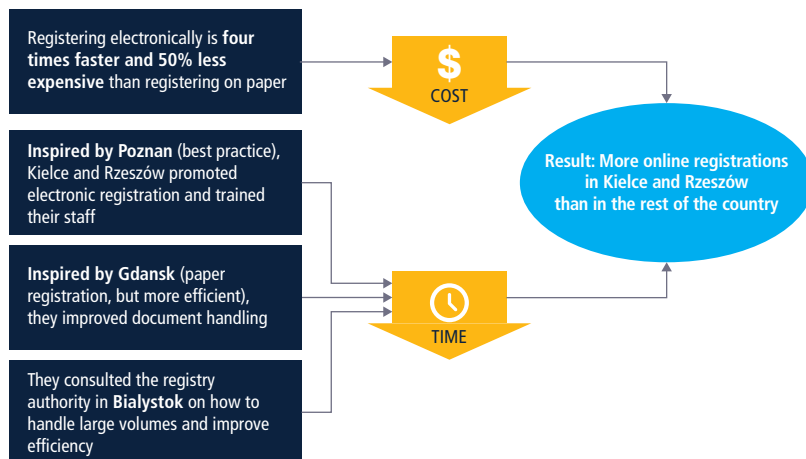 Registering electronically is four
times faster and 50% less
expensive than registering on paper
$
COST
Inspired by Poznan (best practice),
Kielce and Rzeszów promoted
electronic registration and trained
their staff
Result: More online registrations
in Kielce and Rzeszów
than in the rest of the country
Inspired by Gdansk (paper
registration, but more efficient),
they improved document handling
TIME
They consulted the registry
authority in Bialystok on how to
handle large volumes and improve
efficiency